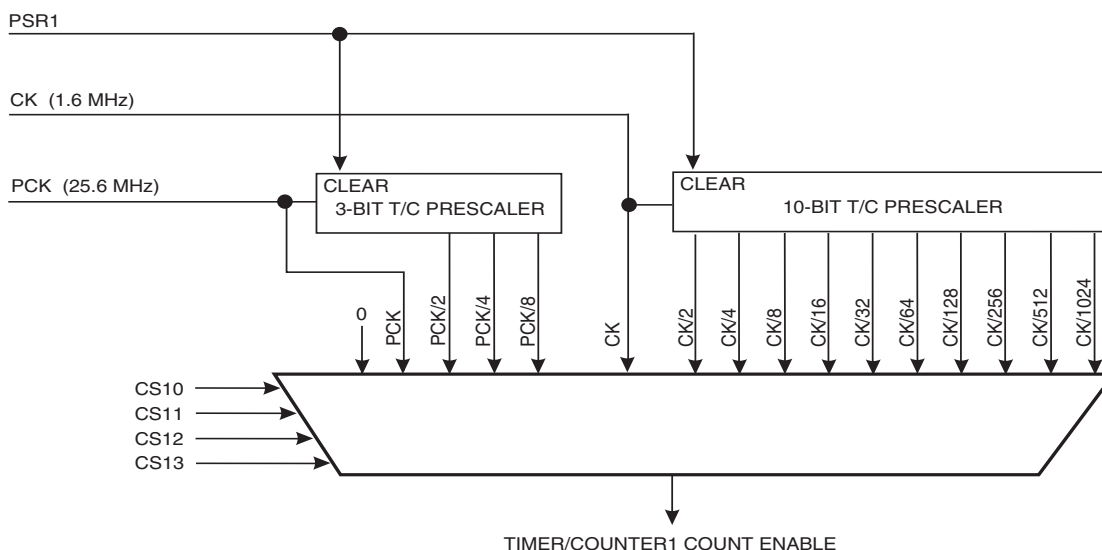 PSR1
CK (1.6 MHz)
PCK (25.6 MHz)
CLEAR
3-BIT T/C PRESCALER
CLEAR
10-BIT T/C PRESCALER
0
PCK
PCK/2
PCK/4
PCK/8
CK
CK/2
CK/4
CK/8
CK/16
CK/32
CK/64
CK/128
CK/256
CK/512
CK/1024
CS10
CS11
CS12
CS13
TIMER/COUNTER1 COUNT ENABLE